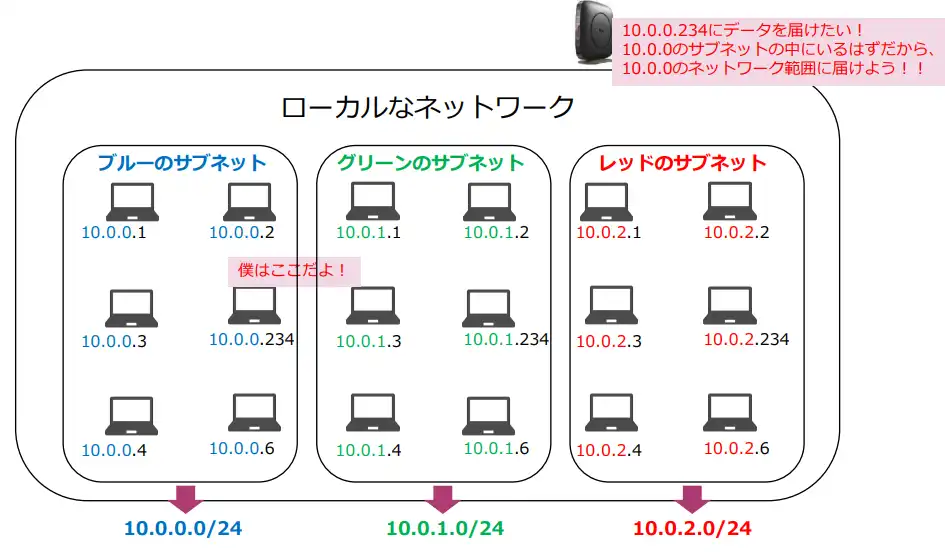 10.0.0.234にデータを届けたい！
10.0.0のサブネットの中にいるはずだから、
10.0.0のネットワーク範囲に届けよう！！
ローカルなネットワーク
ブルーのサブネット
グリーンのサブネット
レッドのサブネット
10.0.0.1
10.0.0.2
10.0.1.1
10.0.1.2
10.0.2.1
10.0.2.2
僕はここだよ！
10.0.0.3
10.0.0.234
10.0.1.3
10.0.1.234
10.0.2.3
10.0.2.234
10.0.0.4
10.0.0.6
10.0.1.4
10.0.1.6
10.0.2.4
10.0.2.6
10.0.0.0/24
10.0.1.0/24
10.0.2.0/24